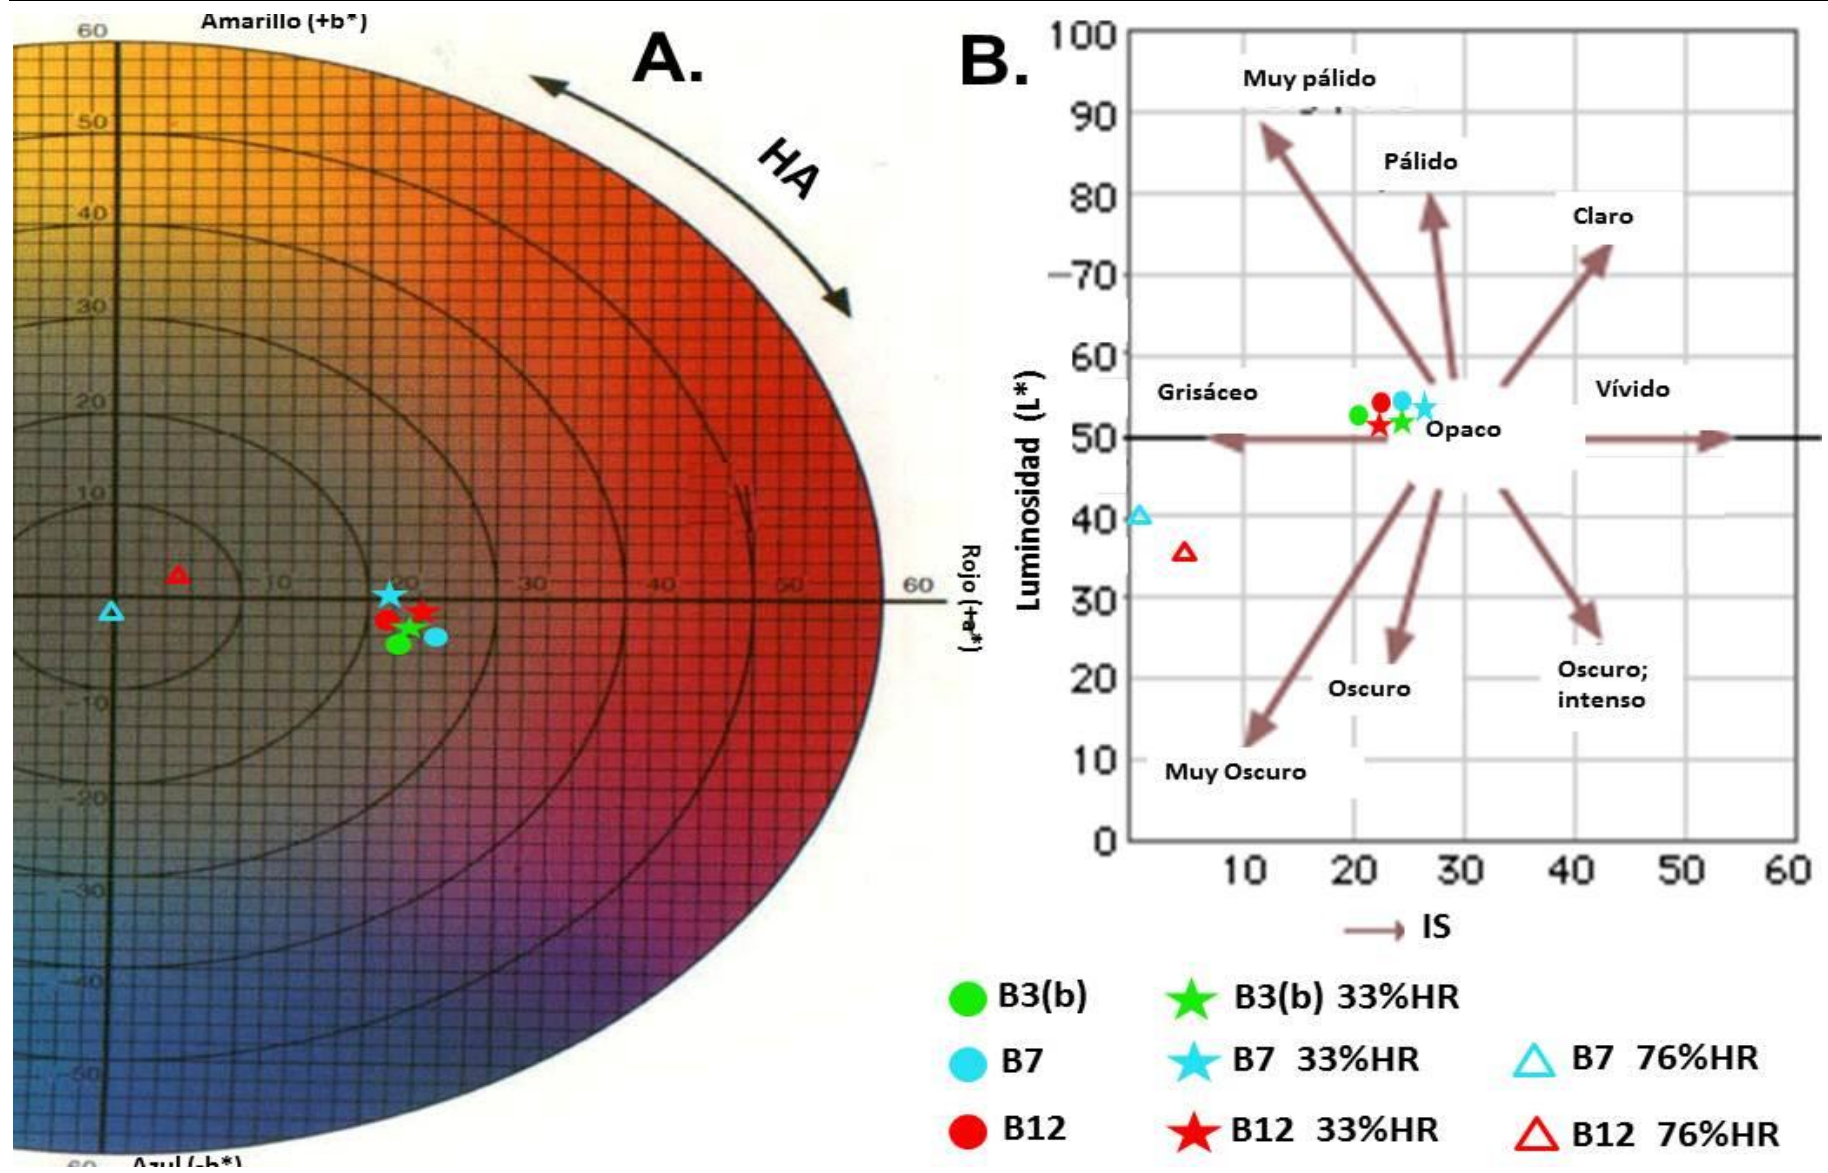 Amarillo (+b*)
A.
HA
60
50
40
30
20
10
10
20
30
40
50
60
-10
-20
-30
-40
-50
60
Rojo (+a*)
Azul (-b*)
B.
100
90
80
-70
60
50
40
30
20
10
0
10
20
30
40
50
60
Luminosidad (L*)
IS
Muy pálido
Pálido
Claro
Grisáceo
Vívido
Opaco
Oscuro
Oscuro;
intenso
Muy Oscuro
B3(b)
B3(b) 33%HR
B7
B7 33%HR
B7 76%HR
B12
B12 33%HR
B12 76%HR